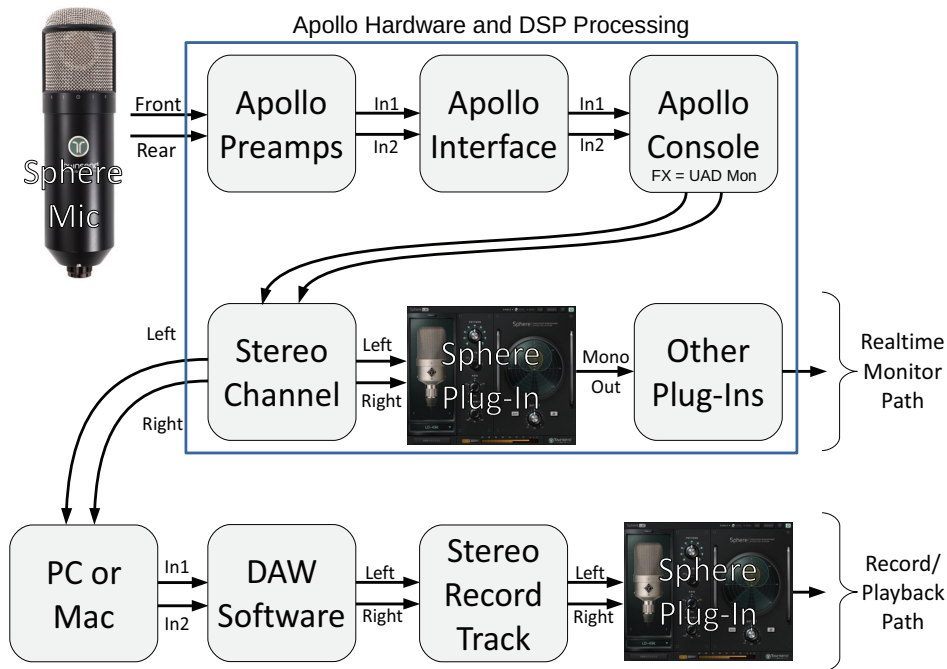 Apollo Hardware and DSP Processing
Sphere
Mic
Front
Rear
Apollo
Preamps
In1
In2
Apollo
Interface
In1
In2
Apollo
Console
FX = UAD Mon
Left
Right
Stereo
Channel
Left
Right
Sphere
Plug-In
Mono
Out
Other
Plug-Ins
Realtime
Monitor
Path
PC or
Mac
In1
In2
DAW
Software
Left
Right
Stereo
Record
Track
Left
Right
Sphere
Plug-In
Record/
Playback
Path